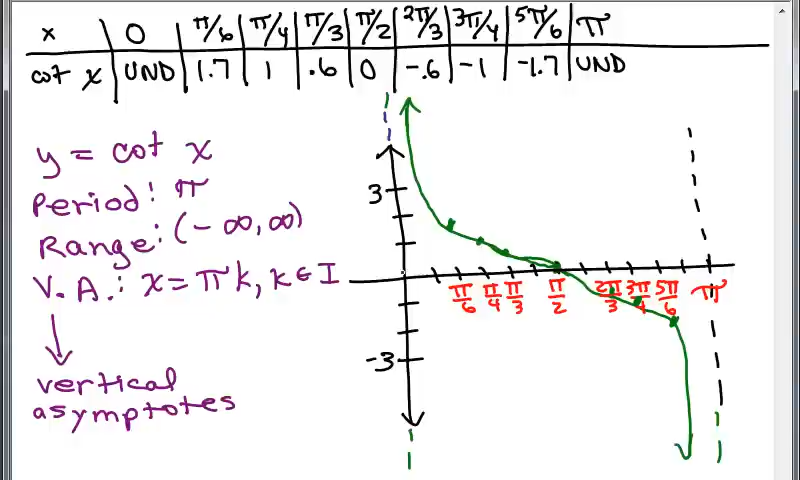 x 0 π/6 π/4 π/3 π/2 2π/3 3π/4 5π/6 π
cot x UND 1.7 1 .6 0 -.6 -1 -1.7 UND
y = cot x
Period: π
Range: (-∞,∞)
V.A.: x=πk, k∈I
vertical
asymptotes
3
-3
π/6 π/4 π/3 π/2 2π/3 3π/4 5π/6 π